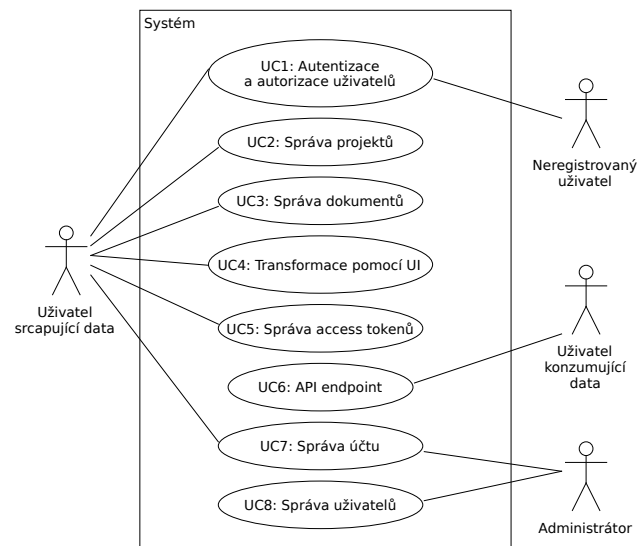 Systém
UC1: Autentizace
a autorizace uživatelů
UC2: Správa projektů
Neregistrovaný
uživatel
UC3: Správa dokumentů
UC4: Transformace pomocí UI
Uživatel
srcapující data
UC5: Správa access tokenů
Uživatel
konzumující
data
UC6: API endpoint
UC7: Správa účtu
UC8: Správa uživatelů
Administrátor